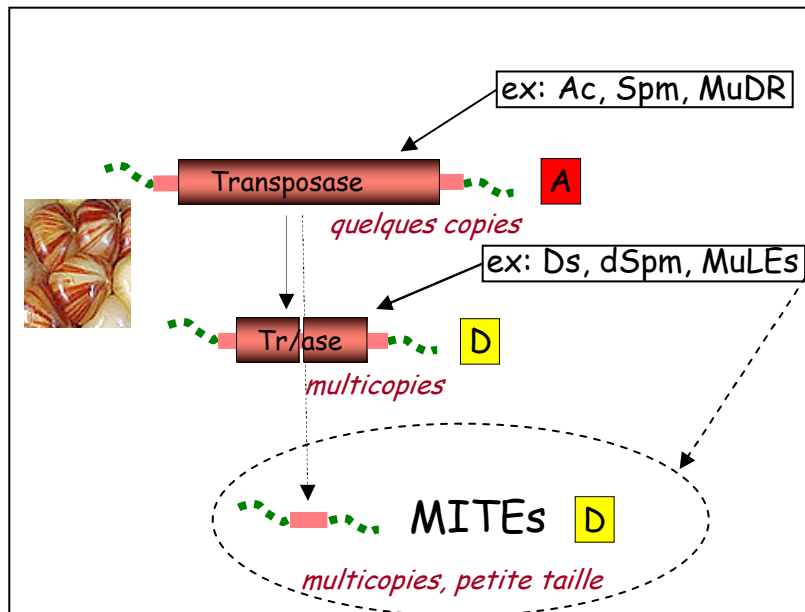 ex: Ac, Spm, MuDR
Transposase
A
quelques copies
ex: Ds, dSpm, MuLEs
Tr/ase
D
multicopies
MITEs
D
multicopies, petite taille